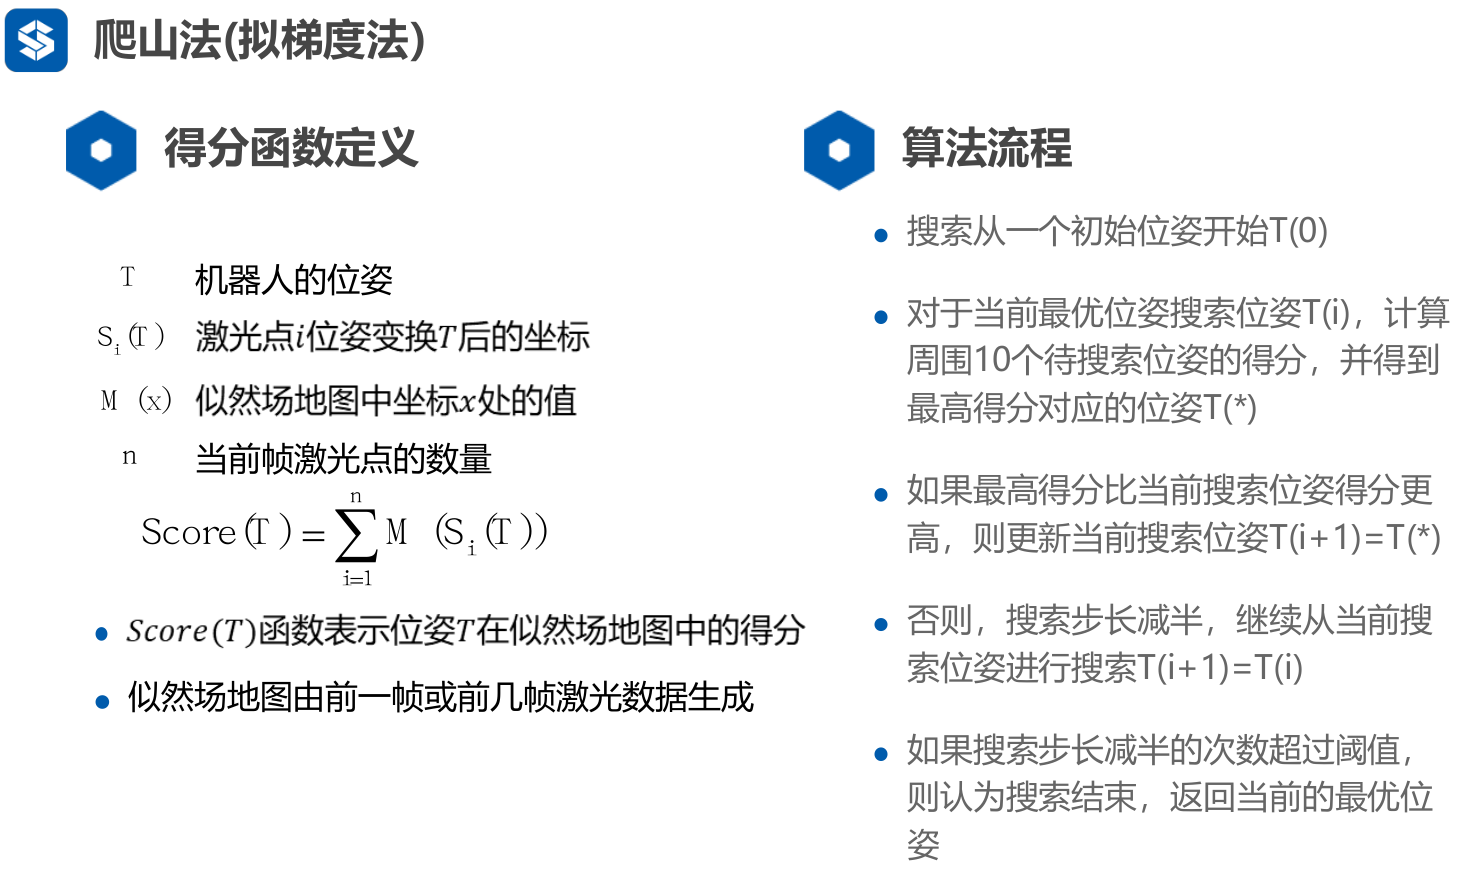 爬山法(拟梯度法)
得分函数定义
T 机器人的位姿
Sᵢ(T) 激光点i位姿变换T后的坐标
M (x) 似然场地图中坐标x处的值
n 当前帧激光点的数量
n
Score(T)=∑M (Sᵢ(T))
i=1
• Score(T)函数表示位姿T在似然场地图中的得分
• 似然场地图由前一帧或前几帧激光数据生成
算法流程
• 搜索从一个初始位姿开始T(0)
• 对于当前最优位姿搜索位姿T(i)，计算
周围10个待搜索位姿的得分，并得到
最高得分对应的位姿T(*)
• 如果最高得分比当前搜索位姿得分更
高，则更新当前搜索位姿T(i+1)=T(*)
• 否则，搜索步长减半，继续从当前搜
索位姿进行搜索T(i+1)=T(i)
• 如果搜索步长减半的次数超过阈值，
则认为搜索结束，返回当前的最优位
姿